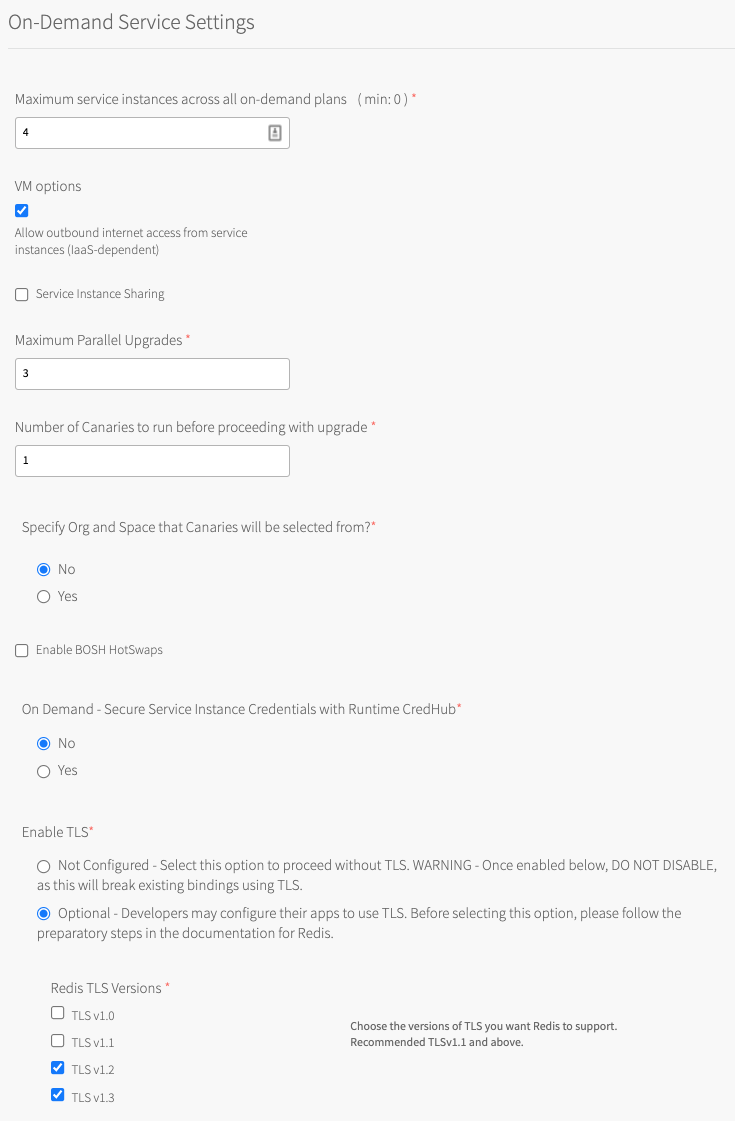 On-Demand Service Settings
Maximum service instances across all on-demand plans ( min: 0 ) *
4
VM options
Allow outbound internet access from service
instances (IaaS-dependent)
Service Instance Sharing
Maximum Parallel Upgrades *
3
Number of Canaries to run before proceeding with upgrade *
1
Specify Org and Space that Canaries will be selected from?*
No
Yes
Enable BOSH HotSwaps
On Demand - Secure Service Instance Credentials with Runtime CredHub*
No
Yes
Enable TLS*
Not Configured - Select this option to proceed without TLS. WARNING - Once enabled below, DO NOT DISABLE,
as this will break existing bindings using TLS.
Optional - Developers may configure their apps to use TLS. Before selecting this option, please follow the
preparatory steps in the documentation for Redis.
Redis TLS Versions *
TLS v1.0
TLS v1.1
TLS v1.2
TLS v1.3
Choose the versions of TLS you want Redis to support.
Recommended TLSv1.1 and above.